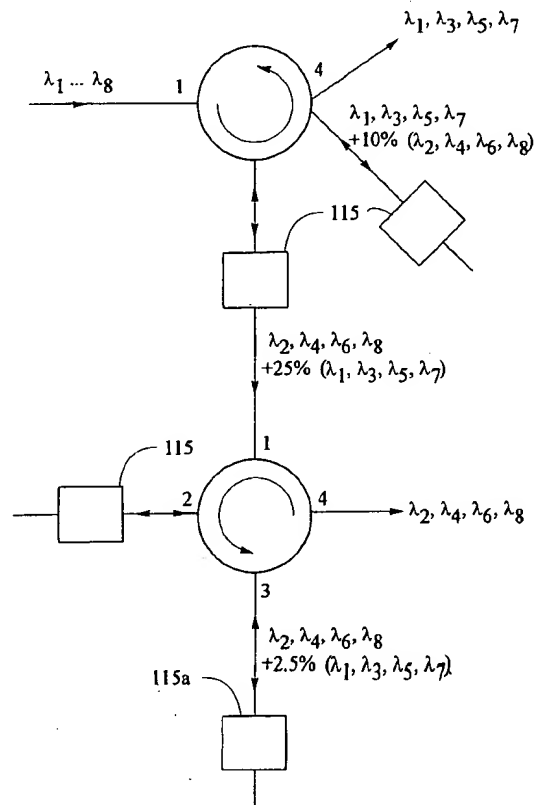 λ1, λ3, λ5, λ7
λ1 ... λ8
1
4
λ1, λ3, λ5, λ7
+10% (λ2, λ4, λ6, λ8)
115
λ2, λ4, λ6, λ8
+25% (λ1, λ3, λ5, λ7)
1
115
2
4
λ2, λ4, λ6, λ8
3
λ2, λ4, λ6, λ8
+2.5% (λ1, λ3, λ5, λ7)
115a